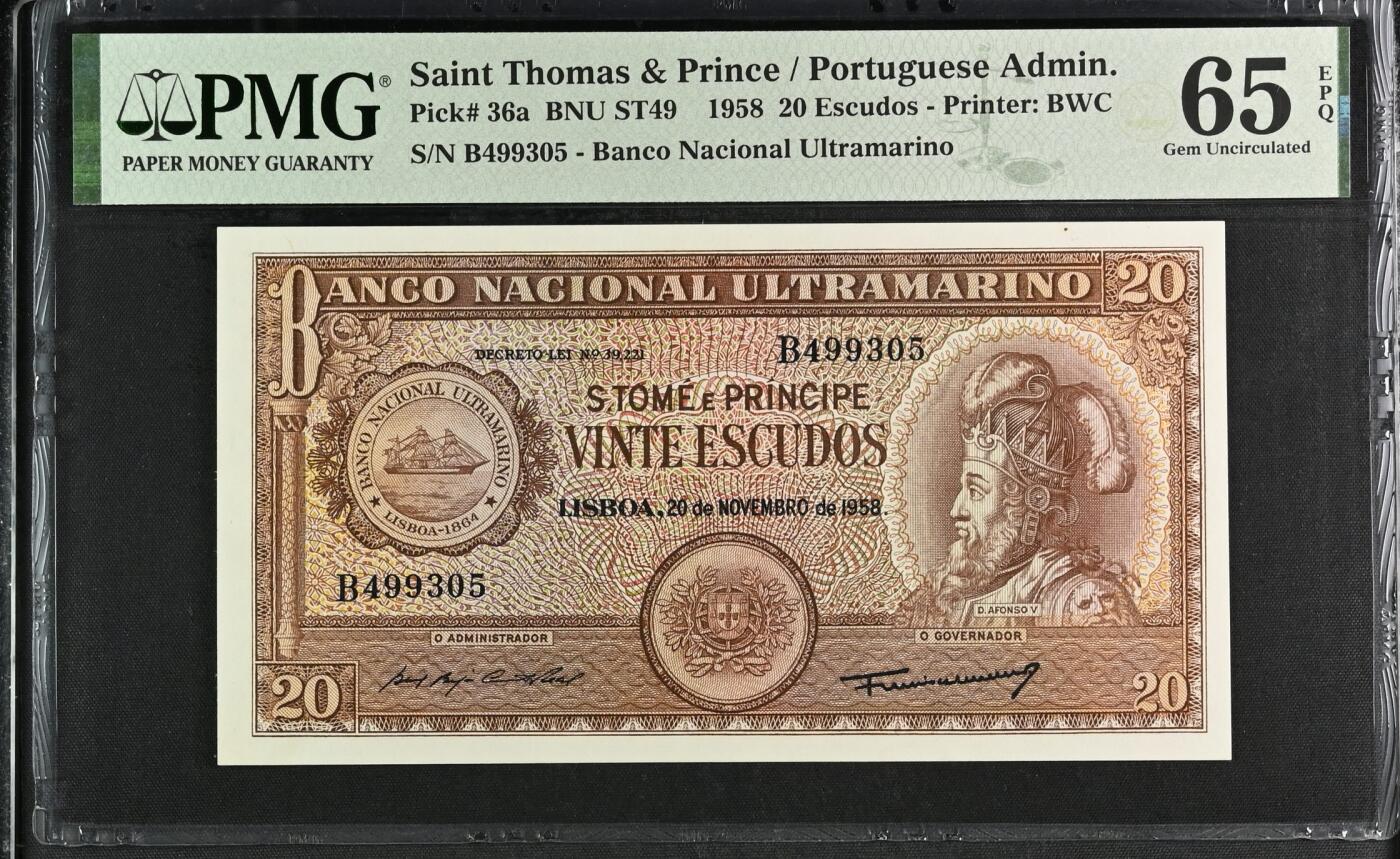 PMG®
PAPER MONEY GUARANTY
Saint Thomas & Prince / Portuguese Admin.
Pick# 36a BNU ST49 1958 20 Escudos - Printer: BWC
S/N B499305 - Banco Nacional Ultramarino
65
EPQ
Gem Uncirculated
BANCO NACIONAL ULTRAMARINO
20
DECRETO-LEI Nº 39,221
B499305
S. TOMÉ E PRÍNCIPE
VINTE ESCUDOS
LISBOA, 20 de NOVEMBRO de 1958.
BANCO NACIONAL ULTRAMARINO
★ LISBOA-1864 ★
B499305
D. AFONSO V
O ADMINISTRADOR
O GOVERNADOR
20
20